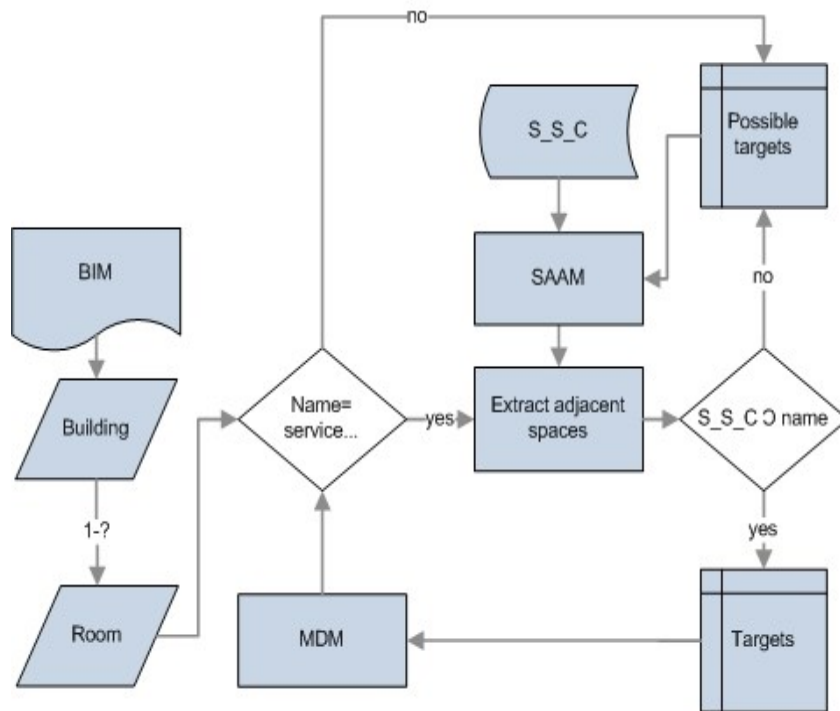 no
S_S_C
Possible
targets
BIM
SAAM
no
Name=
service...
yes
Extract adjacent
spaces
S_S_C Ͻ name
Building
yes
1-?
Room
MDM
Targets